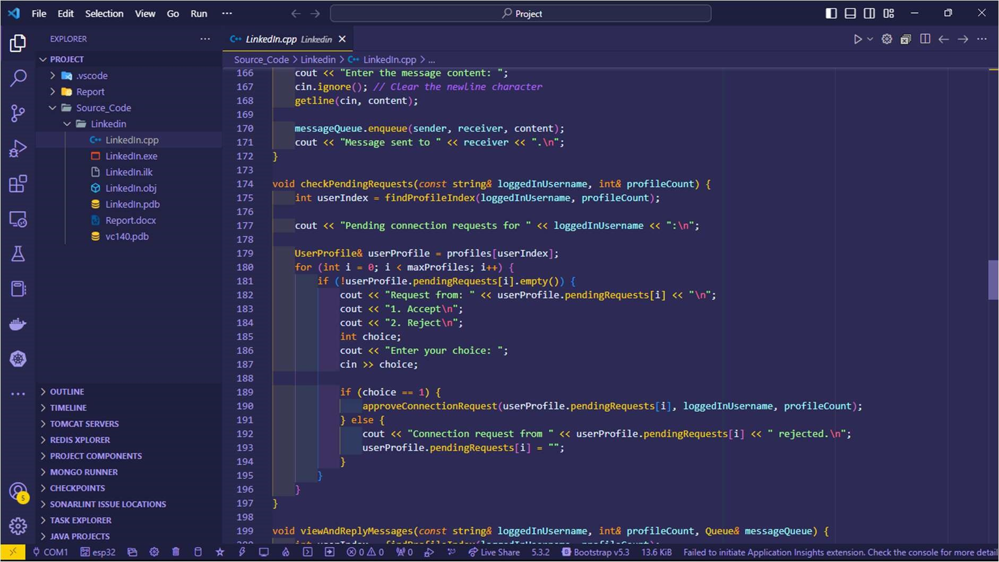 File Edit Selection View Go Run ···
Project
EXPLORER ···
LinkedIn.cpp Linkedin
PROJECT
Source_Code > Linkedin > LinkedIn.cpp > ...
.vscode
Report
Source_Code
Linkedin
LinkedIn.cpp
LinkedIn.exe
LinkedIn.ilk
LinkedIn.obj
LinkedIn.pdb
Report.docx
vc140.pdb
OUTLINE
TIMELINE
TOMCAT SERVERS
REDIS XPLORER
PROJECT COMPONENTS
MONGO RUNNER
CHECKPOINTS
SONARLINT ISSUE LOCATIONS
TASK EXPLORER
JAVA PROJECTS
5
166 cout << "Enter the message content: ";
167 cin.ignore(); // Clear the newline character
168 getline(cin, content);
169
170 messageQueue.enqueue(sender, receiver, content);
171 cout << "Message sent to " << receiver << ".\n";
172 }
173
174 void checkPendingRequests(const string& loggedInUsername, int& profileCount) {
175 int userIndex = findProfileIndex(loggedInUsername, profileCount);
176
177 cout << "Pending connection requests for " << loggedInUsername << ":\n";
178
179 UserProfile& userProfile = profiles[userIndex];
180 for (int i = 0; i < maxProfiles; i++) {
181 if (!userProfile.pendingRequests[i].empty()) {
182 cout << "Request from: " << userProfile.pendingRequests[i] << "\n";
183 cout << "1. Accept\n";
184 cout << "2. Reject\n";
185 int choice;
186 cout << "Enter your choice: ";
187 cin >> choice;
188
189 if (choice == 1) {
190 approveConnectionRequest(userProfile.pendingRequests[i], loggedInUsername, profileCount);
191 } else {
192 cout << "Connection request from " << userProfile.pendingRequests[i] << " rejected.\n";
193 userProfile.pendingRequests[i] = "";
194 }
195 }
196 }
197 }
198
199 void viewAndReplyMessages(const string& loggedInUsername, int& profileCount, Queue& messageQueue) {
COM1 esp32 0 0 0 Live Share 5.3.2 Bootstrap v5.3 13.6 KiB Failed to initiate Application Insights extension. Check the console for more detail